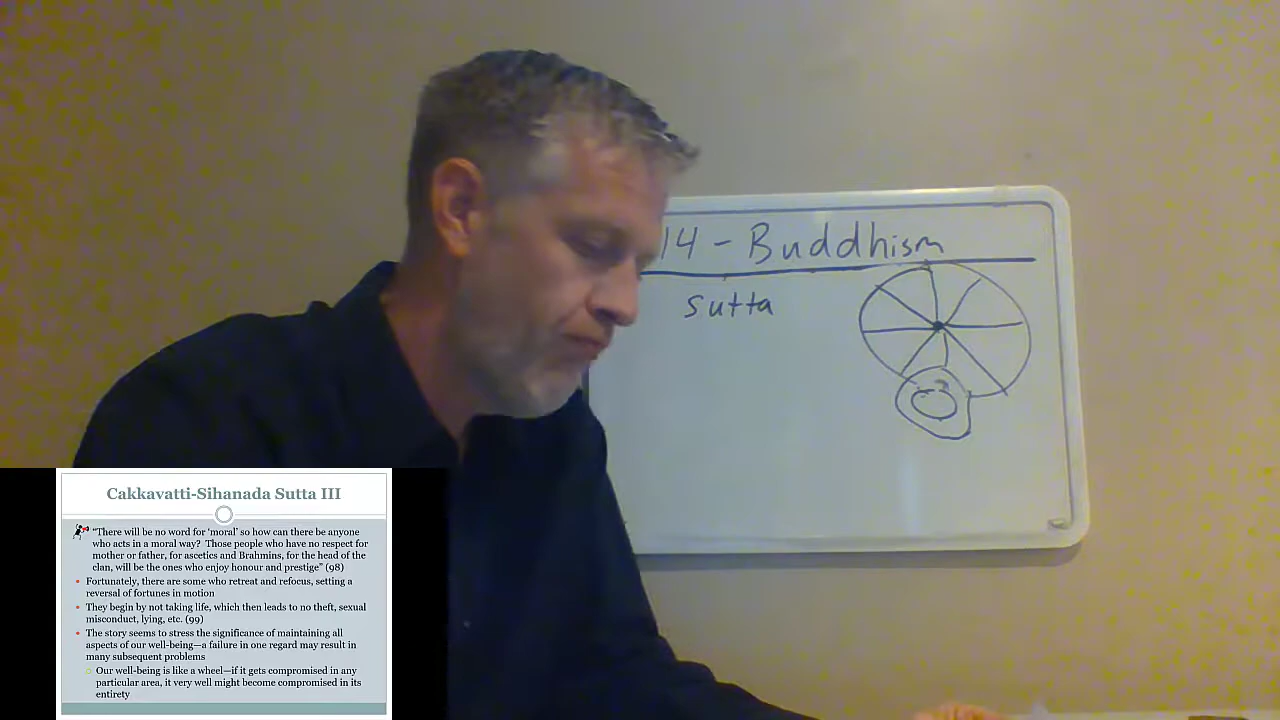 14 - Buddhism
Sutta
Cakkavatti-Sihanada Sutta III
"There will be no word for 'moral' so how can there be anyone
who acts in a moral way? Those people who have no respect for
mother or father, for ascetics and Brahmins, for the head of the
clan, will be the ones who enjoy honour and prestige" (98)
Fortunately, there are some who retreat and refocus, setting a
reversal of fortunes in motion
They begin by not taking life, which then leads to no theft, sexual
misconduct, lying, etc. (99)
The story seems to stress the significance of maintaining all
aspects of our well-being—a failure in one regard may result in
many subsequent problems
Our well-being is like a wheel—if it gets compromised in any
particular area, it very well might become compromised in its
entirety